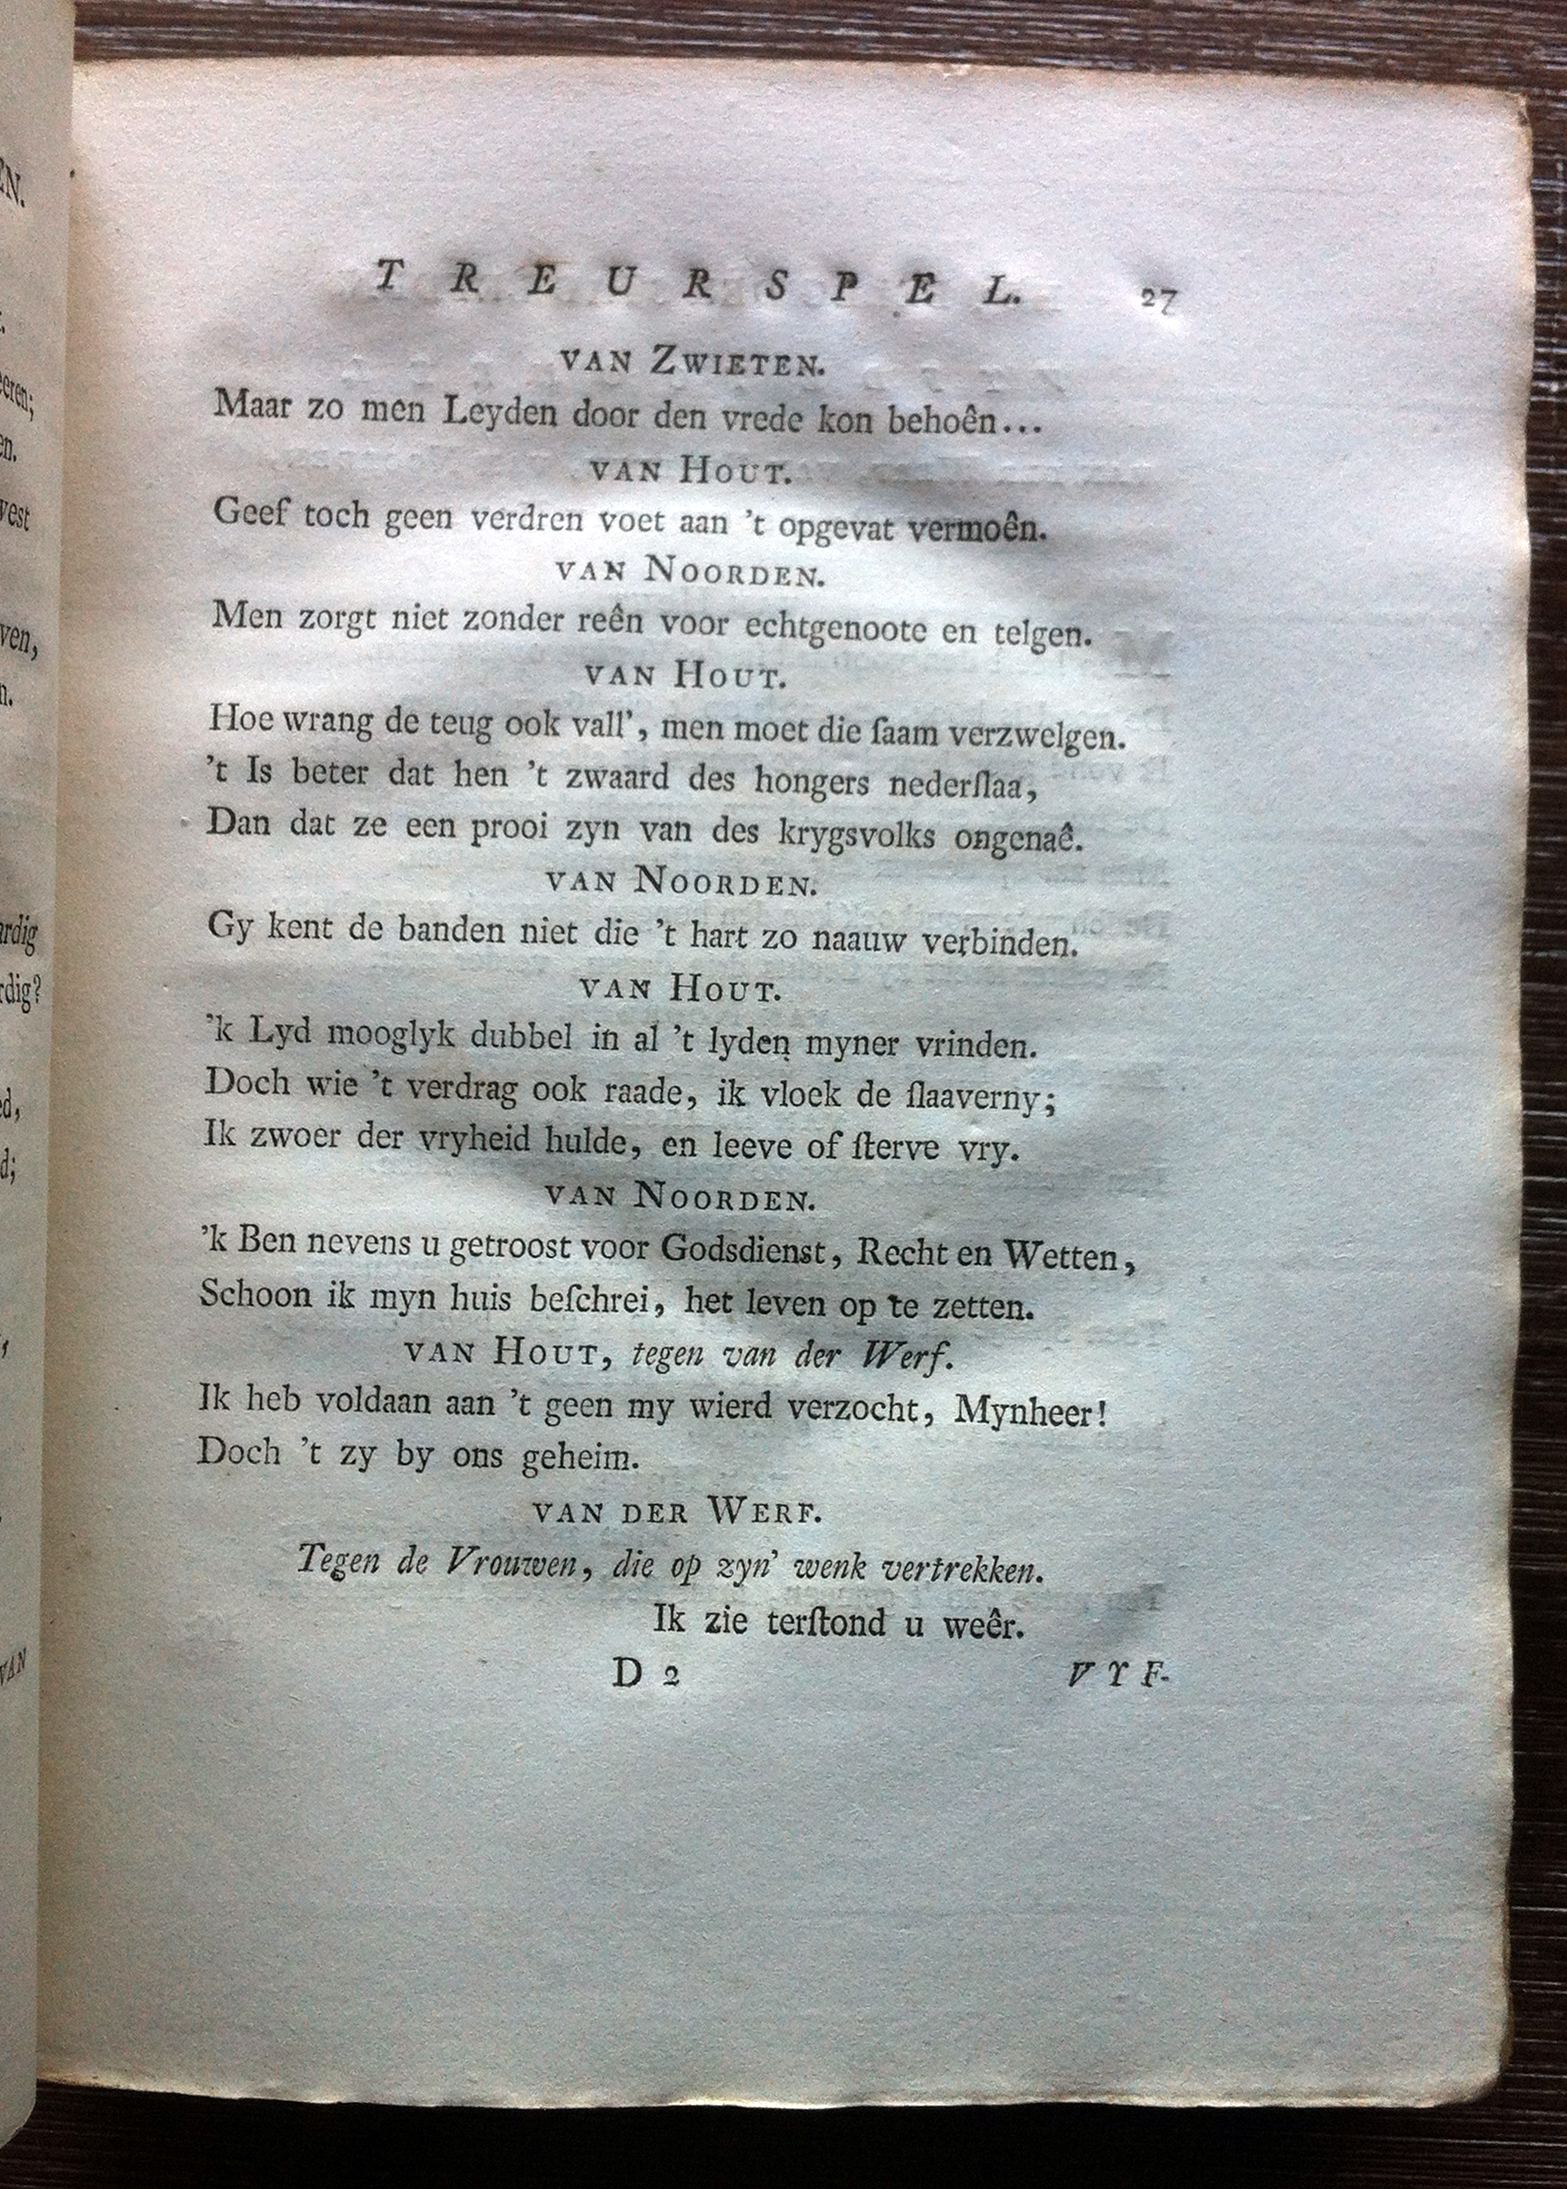 TREURSPEL. 27
VAN ZWIETEN.
Maar zo men Leyden door den vrede kon behoên...
VAN HOUT.
Geef toch geen verdren voet aan 't opgevat vermoên.
VAN NOORDEN.
Men zorgt niet zonder reên voor echtgenoote en telgen.
VAN HOUT.
Hoe wrang de teug ook vall', men moet die ſaam verzwelgen.
't Is beter dat hen 't zwaard des hongers nederſlaa,
Dan dat ze een prooi zyn van des krygsvolks ongenaê.
VAN NOORDEN.
Gy kent de banden niet die 't hart zo naauw verbinden.
VAN HOUT.
'k Lyd mooglyk dubbel in al 't lyden myner vrinden.
Doch wie 't verdrag ook raade, ik vloek de ſlaaverny;
Ik zwoer der vryheid hulde, en leeve of ſterve vry.
VAN NOORDEN.
'k Ben nevens u getroost voor Godsdienst, Recht en Wetten,
Schoon ik myn huis beſchrei, het leven op te zetten.
VAN HOUT, tegen van der Werf.
Ik heb voldaan aan 't geen my wierd verzocht, Mynheer!
Doch 't zy by ons geheim.
VAN DER WERF.
Tegen de Vrouwen, die op zyn' wenk vertrekken.
Ik zie terſtond u weêr.
D 2 VYF-